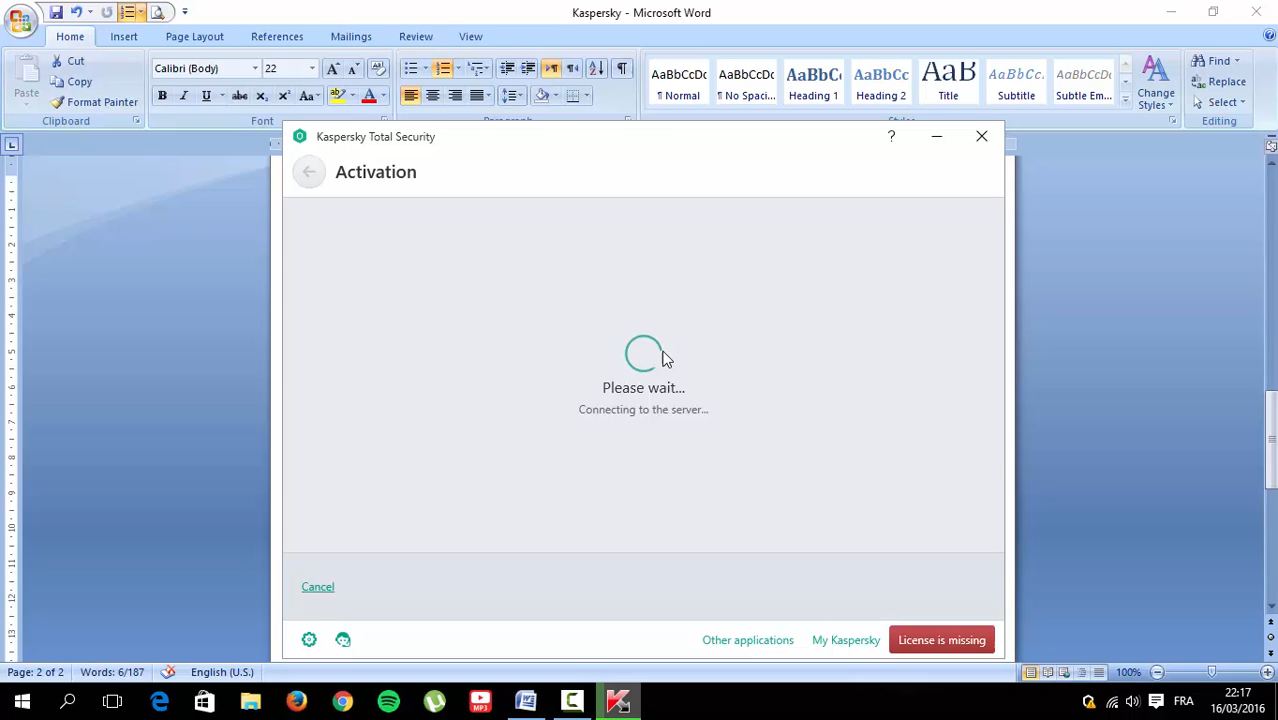 Kaspersky - Microsoft Word
Home Insert Page Layout References Mailings Review View
Paste
Cut
Copy
Format Painter
Clipboard
Calibri (Body) 22
Font
Paragraph
AaBbCcDc AaBbCcDc AaBbC AaBbCc AaB AaBbCcL AaBbCcDc
¶ Normal ¶ No Spaci... Heading 1 Heading 2 Title Subtitle Subtle Em...
Change Styles
Find
Replace
Select
Editing
Kaspersky Total Security
Activation
Please wait...
Connecting to the server...
Cancel
Other applications My Kaspersky License is missing
Page: 2 of 2 Words: 6/187 English (U.S.) 100%
FRA 22:17
16/03/2016